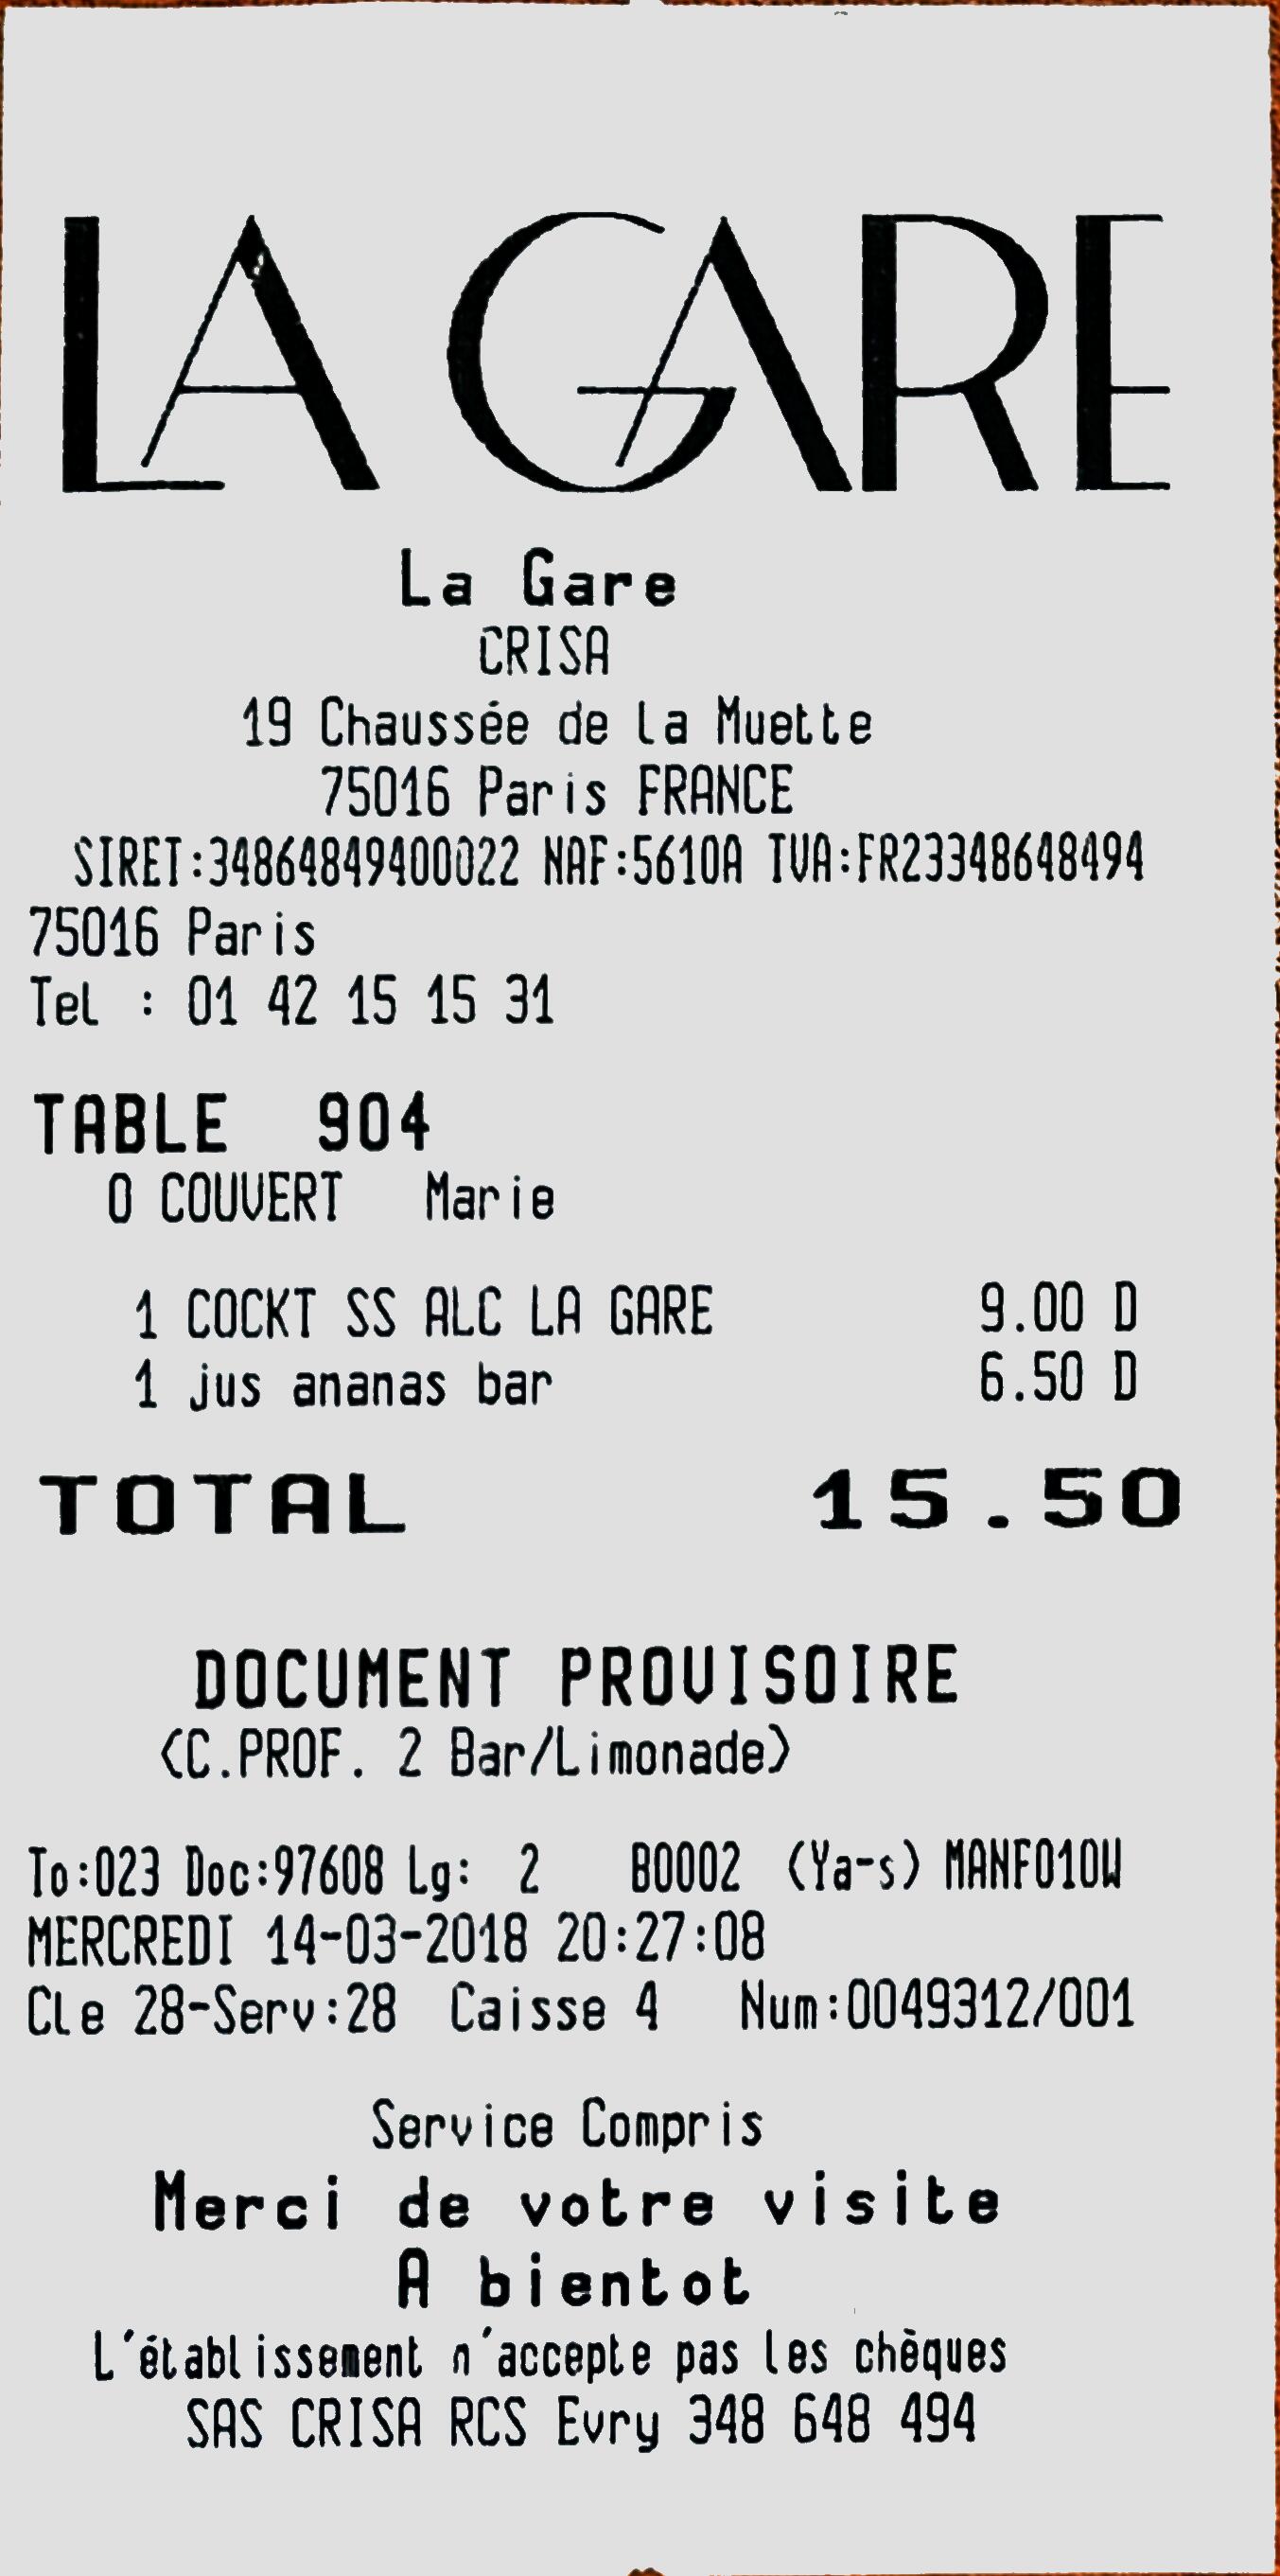 LA GARE
La Gare
CRISA
19 Chaussée de la Muette
75016 Paris FRANCE
SIRET:34864849400022 NAF:5610A TVA:FR23348648494
75016 Paris
Tel : 01 42 15 15 31
TABLE 904
0 COUVERT Marie
1 COCKT SS ALC LA GARE 9.00 D
1 jus ananas bar 6.50 D
TOTAL 15.50
DOCUMENT PROVISOIRE
(C.PROF. 2 Bar/Limonade)
To:023 Doc:97608 Lg: 2 B0002 (Ya-s) MANF010W
MERCREDI 14-03-2018 20:27:08
Cle 28-Serv:28 Caisse 4 Num:0049312/001
Service Compris
Merci de votre visite
A bientot
L'établissement n'accepte pas les chèques
SAS CRISA RCS Evry 348 648 494